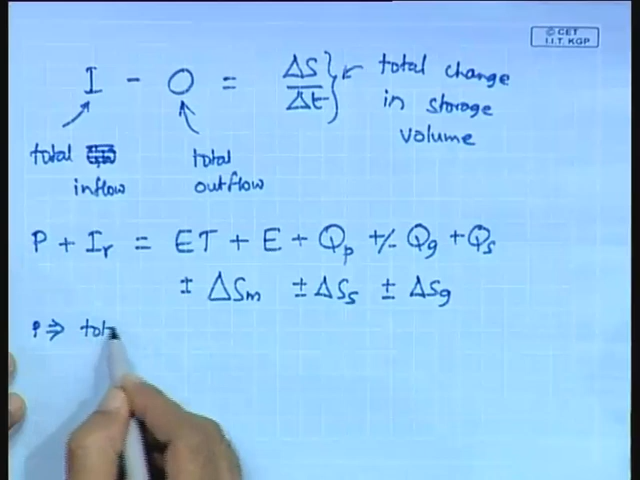 © CET
I.I.T. KGP
I - O = ΔS/Δt } total change
in storage
volume
total inflow
total outflow
P + Ir = ET + E + Qp +/- Qg + Qs
± ΔSm ± ΔSs ± ΔSg
P ⇒ tot